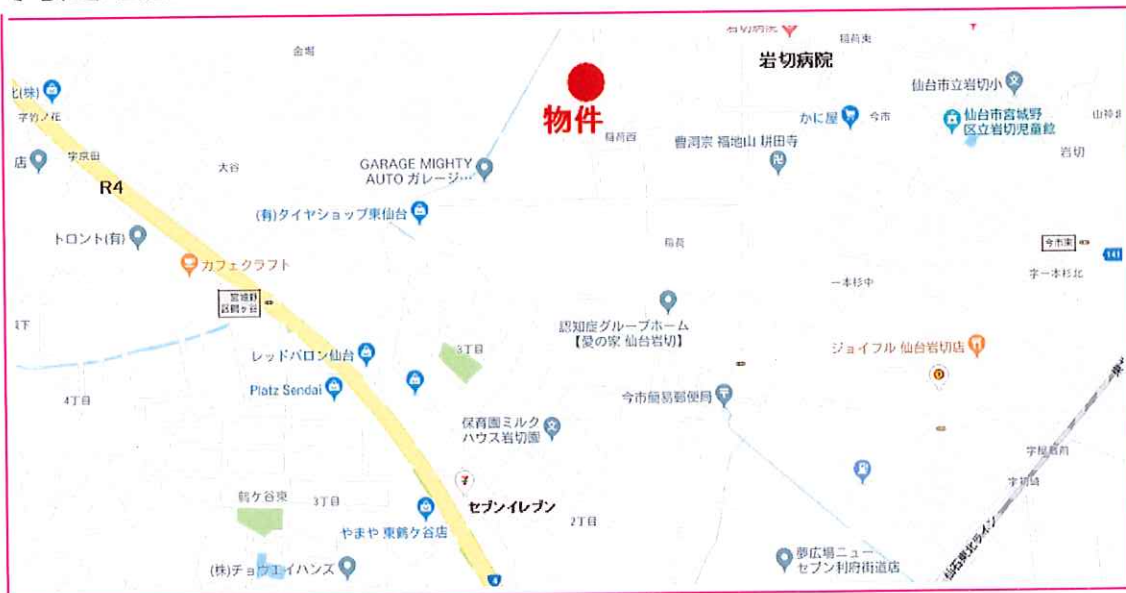 岩切病院
稲荷東
金堀
岩切病院
仙台市立岩切小
物件
稲荷西
かに屋
今市
仙台市宮城野
区立岩切児童館
岩切
字竹ノ花
字京田
店
大谷
R4
GARAGE MIGHTY
AUTO ガレージ…
曹洞宗 福地山 耕田寺
(有)タイヤショップ東仙台
トロント(有)
カフェクラフト
稲荷
今市東
141
字一本杉北
一本杉中
宮城野
区鶴ヶ谷
認知症グループホーム
【愛の家 仙台岩切】
ジョイフル 仙台岩切店
レッドバロン仙台
3丁目
Platz Sendai
4丁目
今市簡易郵便局
保育園ミルク
ハウス岩切園
鶴ケ谷東
3丁目
セブンイレブン
2丁目
やまや 東鶴ケ谷店
(株)チョウエイハンズ
4
夢広場ニュー
セブン利府街道店
仙石東北ライン